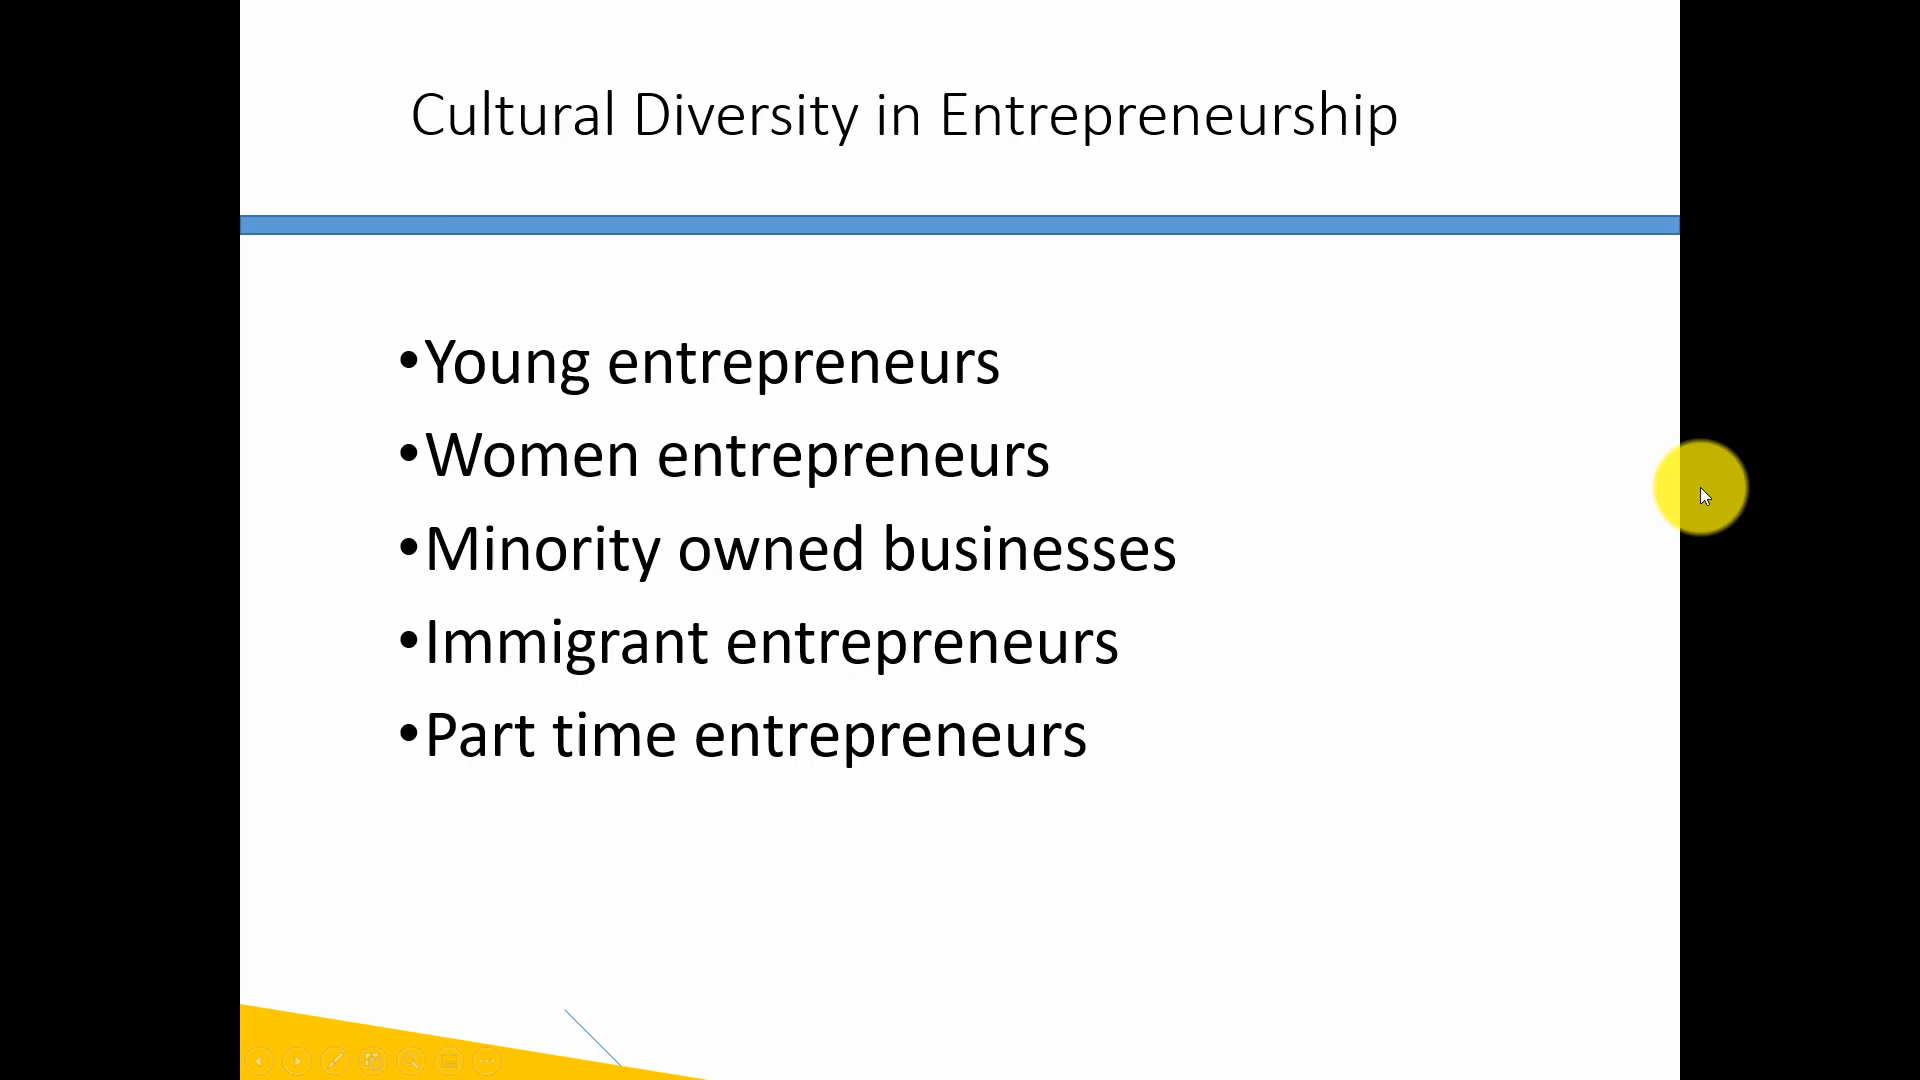 Cultural Diversity in Entrepreneurship
•Young entrepreneurs
•Women entrepreneurs
•Minority owned businesses
•Immigrant entrepreneurs
•Part time entrepreneurs